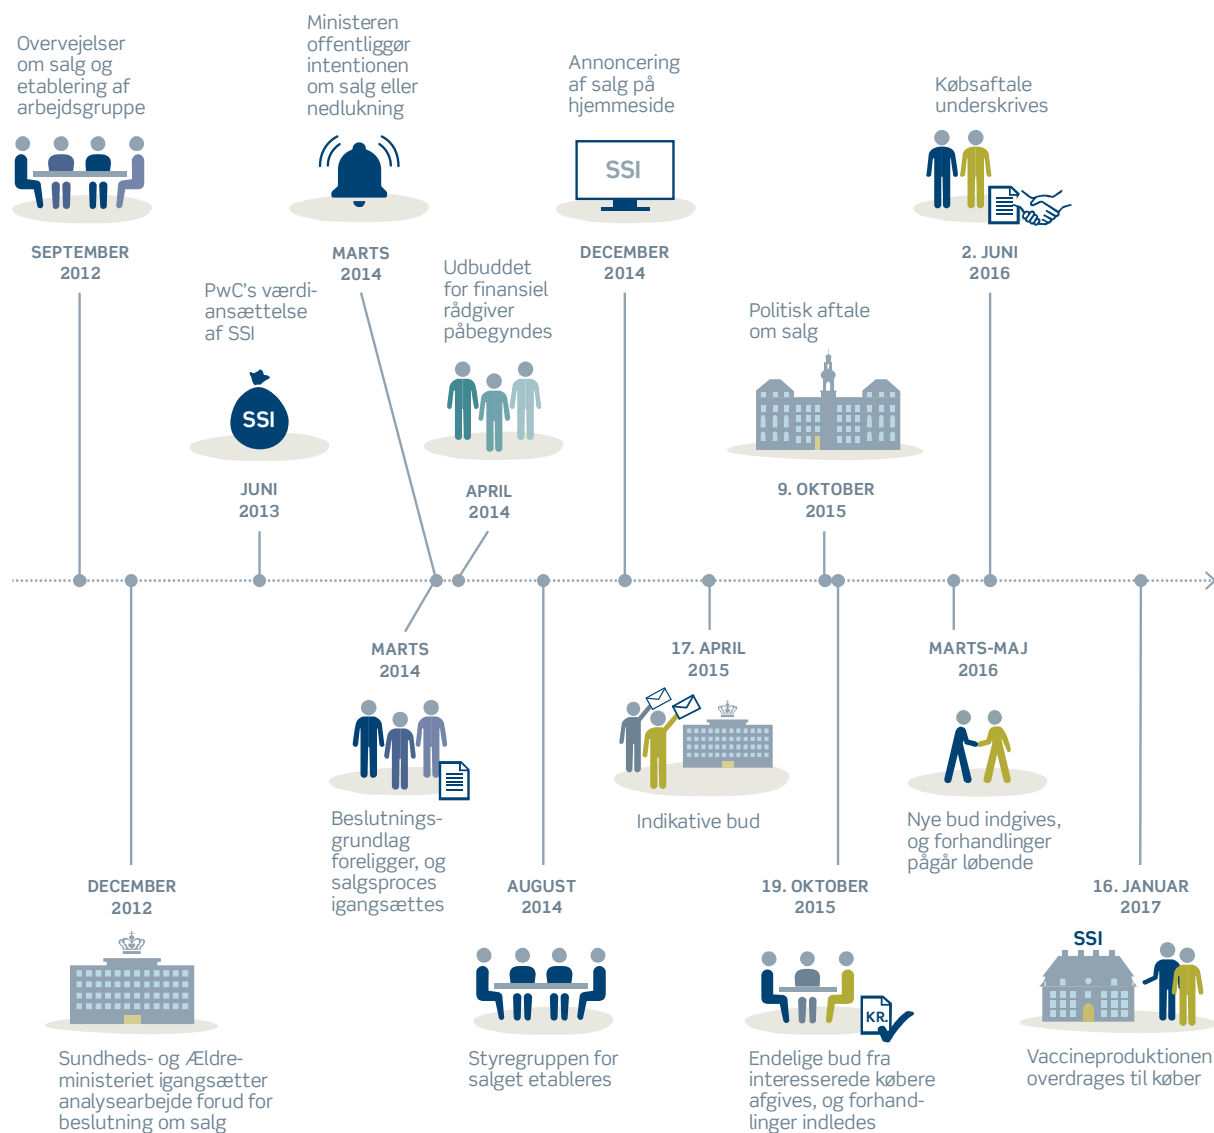 Overvejelser
om salg og
etablering af
arbejdsgruppe
SEPTEMBER
2012
DECEMBER
2012
Sundheds- og Ældre-
ministeriet igangsætter
analysearbejde forud for
beslutning om salg
PwC's værdi-
ansættelse
af SSI
SSI
JUNI
2013
Ministeren
offentliggør
intentionen
om salg eller
nedlukning
MARTS
2014
MARTS
2014
Beslutnings-
grundlag
foreligger, og
salgsproces
igangsættes
Udbuddet
for finansiel
rådgiver
påbegyndes
APRIL
2014
AUGUST
2014
Styregruppen for
salget etableres
Annoncering
af salg på
hjemmeside
SSI
DECEMBER
2014
17. APRIL
2015
Indikative bud
Politisk aftale
om salg
9. OKTOBER
2015
19. OKTOBER
2015
KR.
Endelige bud fra
interesserede købere
afgives, og forhand-
linger indledes
MARTS-MAJ
2016
Nye bud indgives,
og forhandlinger
pågår løbende
Købsaftale
underskrives
2. JUNI
2016
16. JANUAR
2017
SSI
Vaccineproduktionen
overdrages til køber